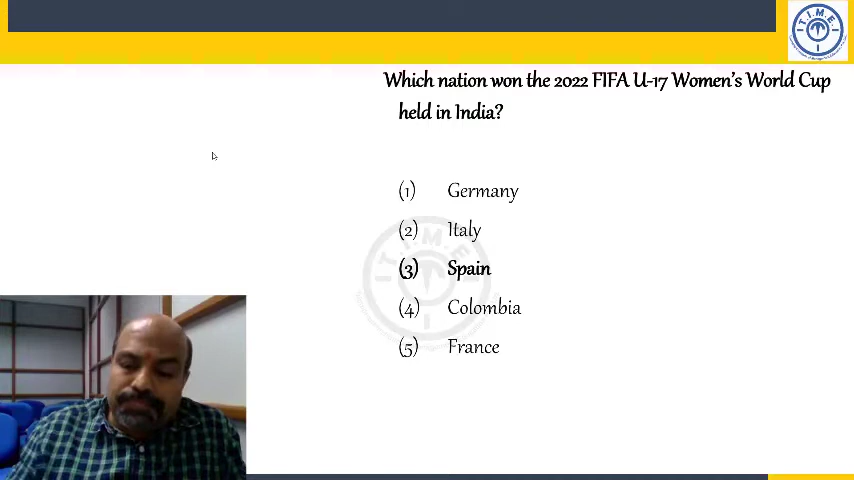 T.I.M.E.
Which nation won the 2022 FIFA U-17 Women's World Cup
held in India?
(1) Germany
(2) Italy
(3) Spain
(4) Colombia
(5) France
T.I.M.E.